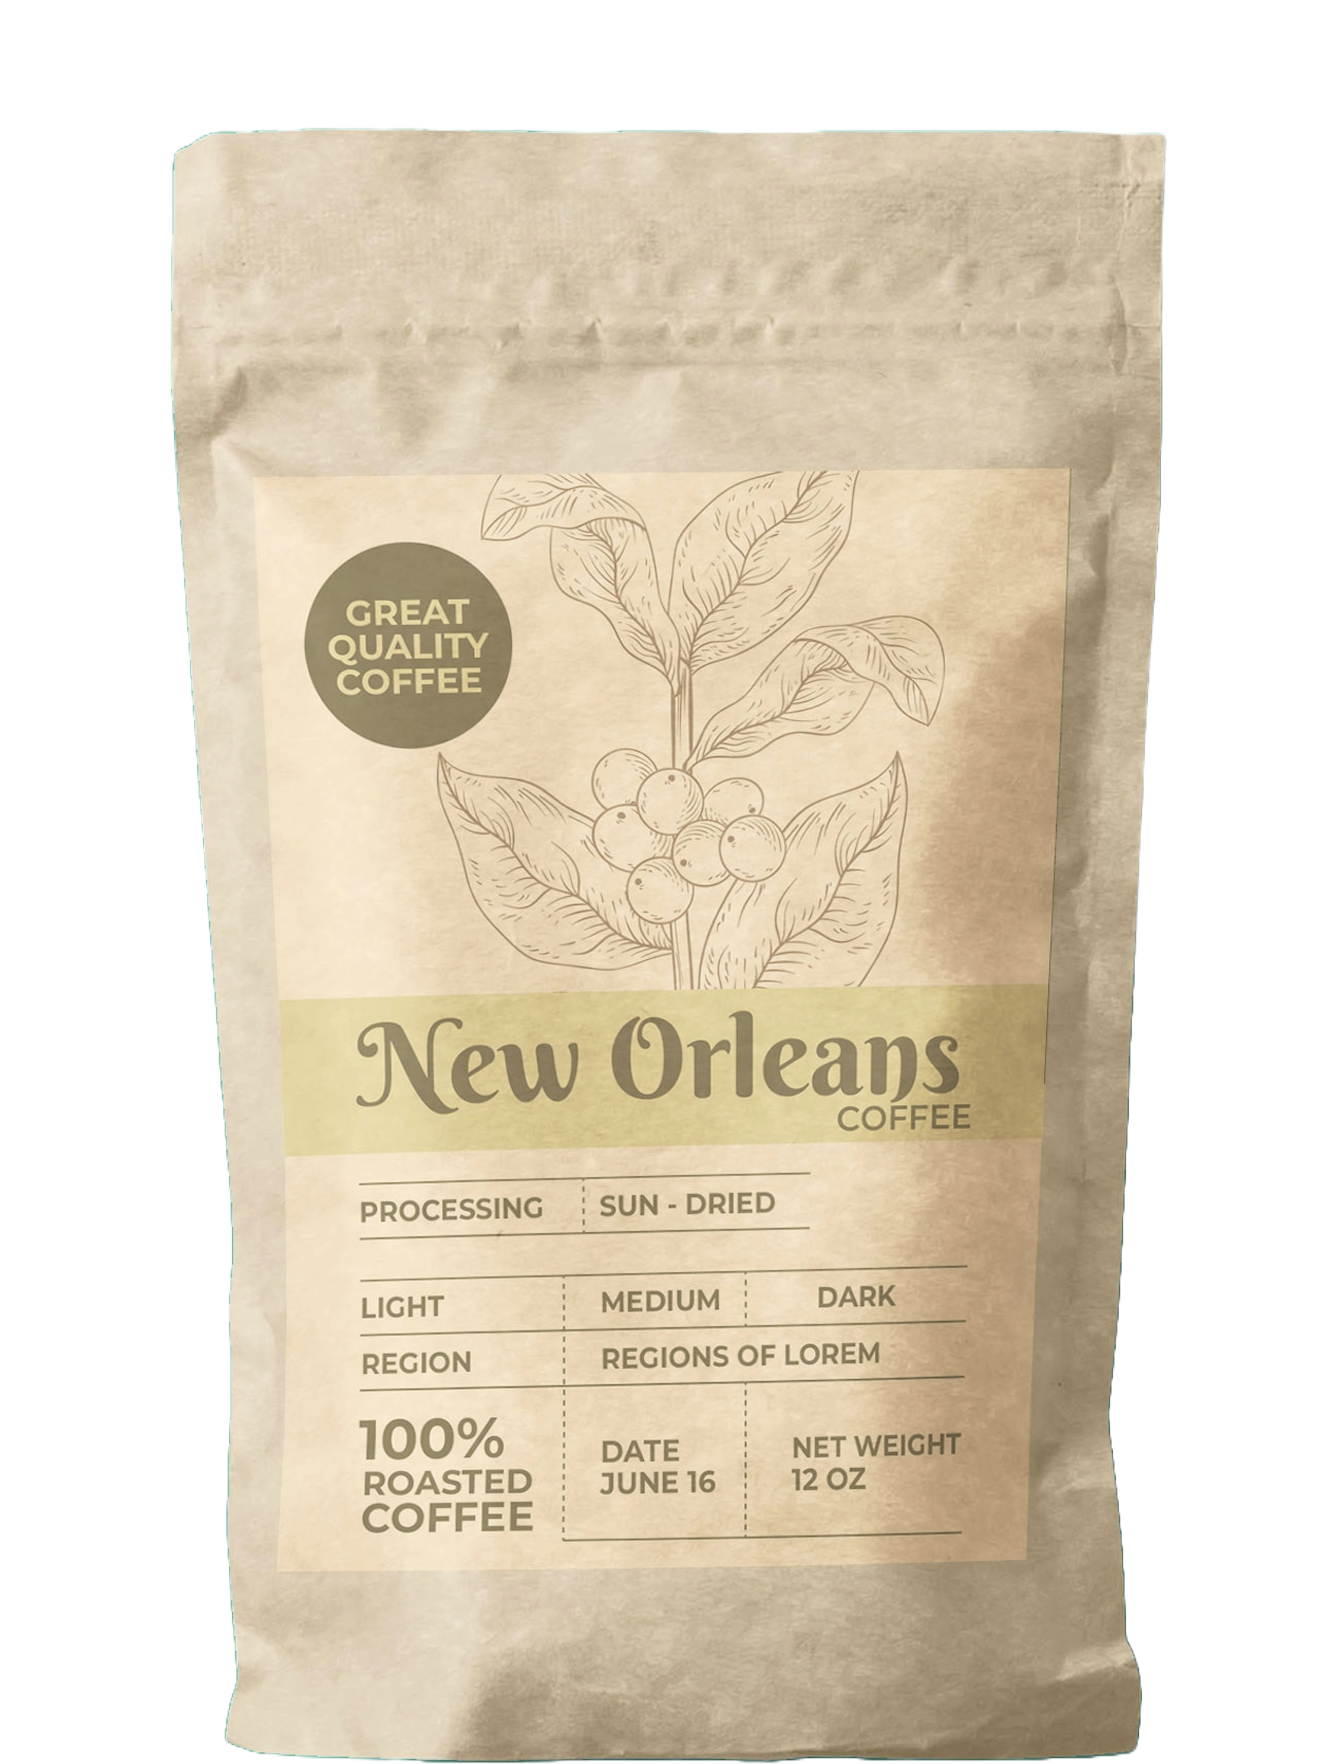 GREAT
QUALITY
COFFEE
New Orleans
COFFEE
PROCESSING SUN - DRIED
LIGHT MEDIUM DARK
REGION REGIONS OF LOREM
100%
ROASTED
COFFEE
DATE
JUNE 16
NET WEIGHT
12 OZ